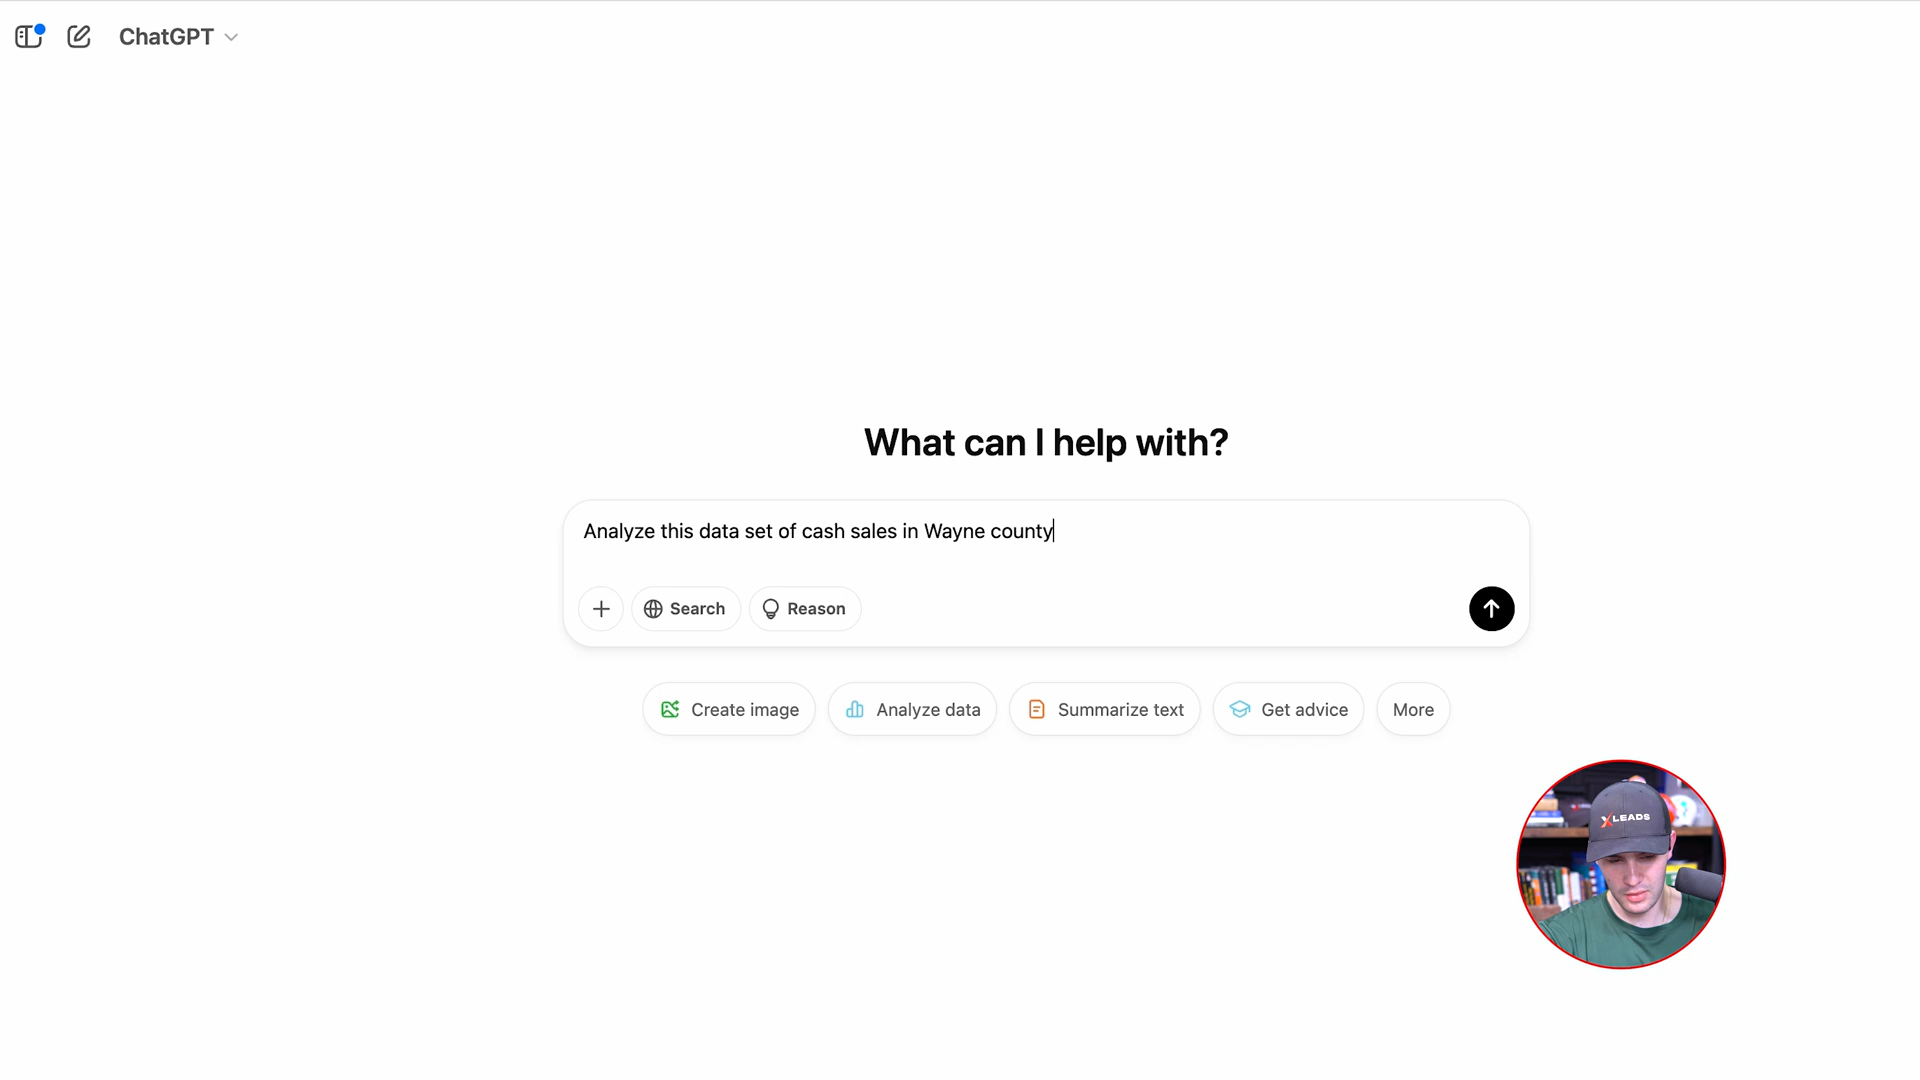 ChatGPT
What can I help with?
Analyze this data set of cash sales in Wayne county
Search
Reason
Create image
Analyze data
Summarize text
Get advice
More
XLEADS